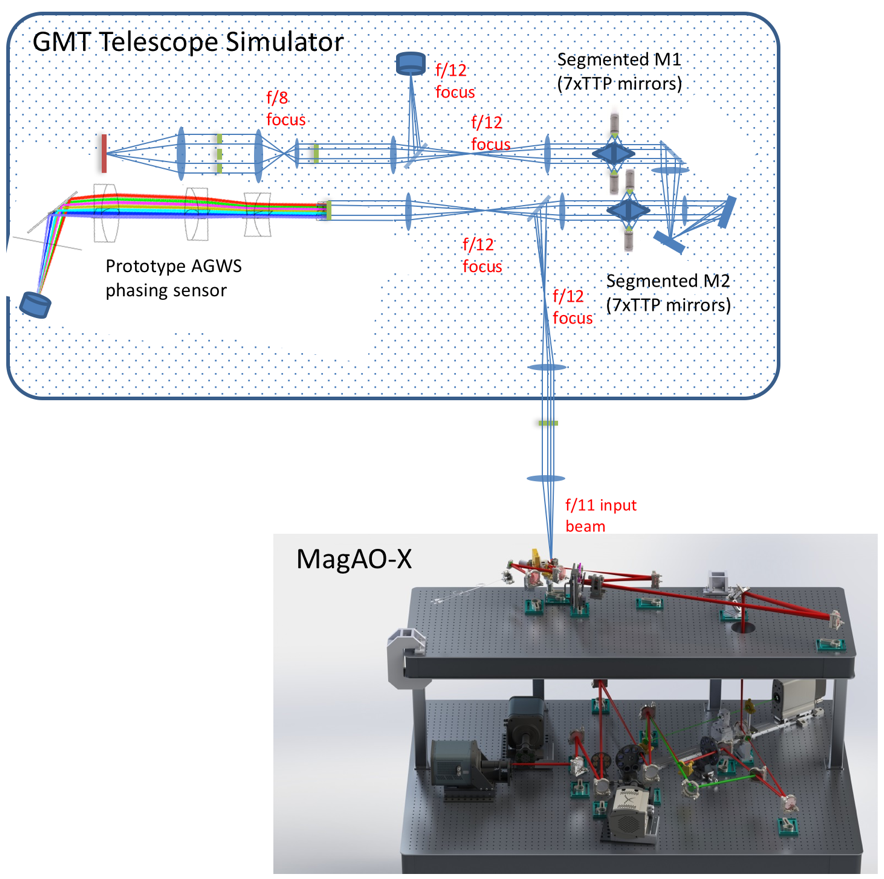 GMT Telescope Simulator
f/12
focus
Segmented M1
(7xTTP mirrors)
f/8
focus
f/12
focus
f/12
focus
Prototype AGWS
phasing sensor
Segmented M2
(7xTTP mirrors)
f/12
focus
f/11 input
beam
MagAO-X